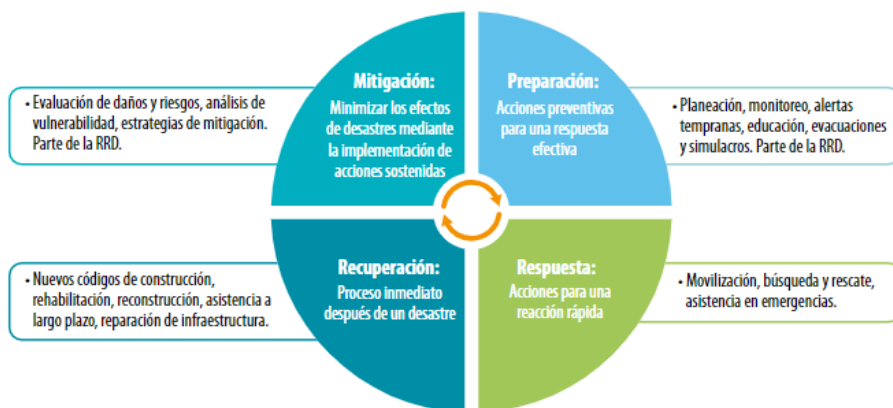 Mitigación:
Minimizar los efectos
de desastres mediante
la implementación de
acciones sostenidas
• Evaluación de daños y riesgos, análisis de
vulnerabilidad, estrategias de mitigación.
Parte de la RRD.
Preparación:
Acciones preventivas
para una respuesta
efectiva
• Planeación, monitoreo, alertas
tempranas, educación, evacuaciones
y simulacros. Parte de la RRD.
Recuperación:
Proceso inmediato
después de un desastre
• Nuevos códigos de construcción,
rehabilitación, reconstrucción, asistencia a
largo plazo, reparación de infraestructura.
Respuesta:
Acciones para una
reacción rápida
• Movilización, búsqueda y rescate,
asistencia en emergencias.